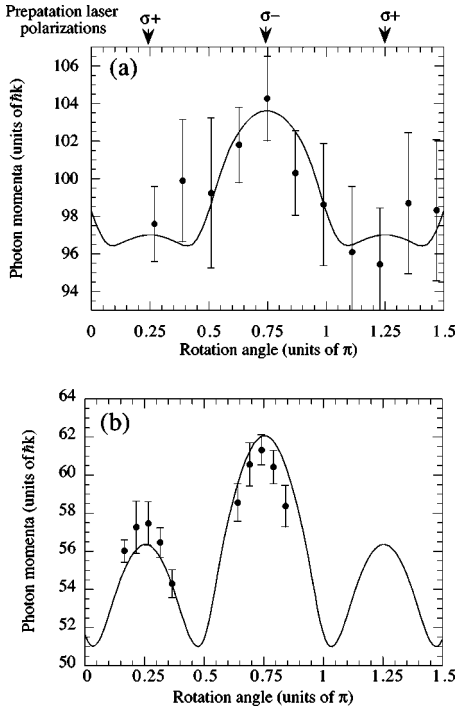 Prepatation laser polarizations σ+ σ− σ+
(a)
Photon momenta (units of ħk)
106
104
102
100
98
96
94
0 0.25 0.5 0.75 1 1.25 1.5
Rotation angle (units of π)
(b)
Photon momenta (units of ħk)
64
62
60
58
56
54
52
50
0 0.25 0.5 0.75 1 1.25 1.5
Rotation angle (units of π)